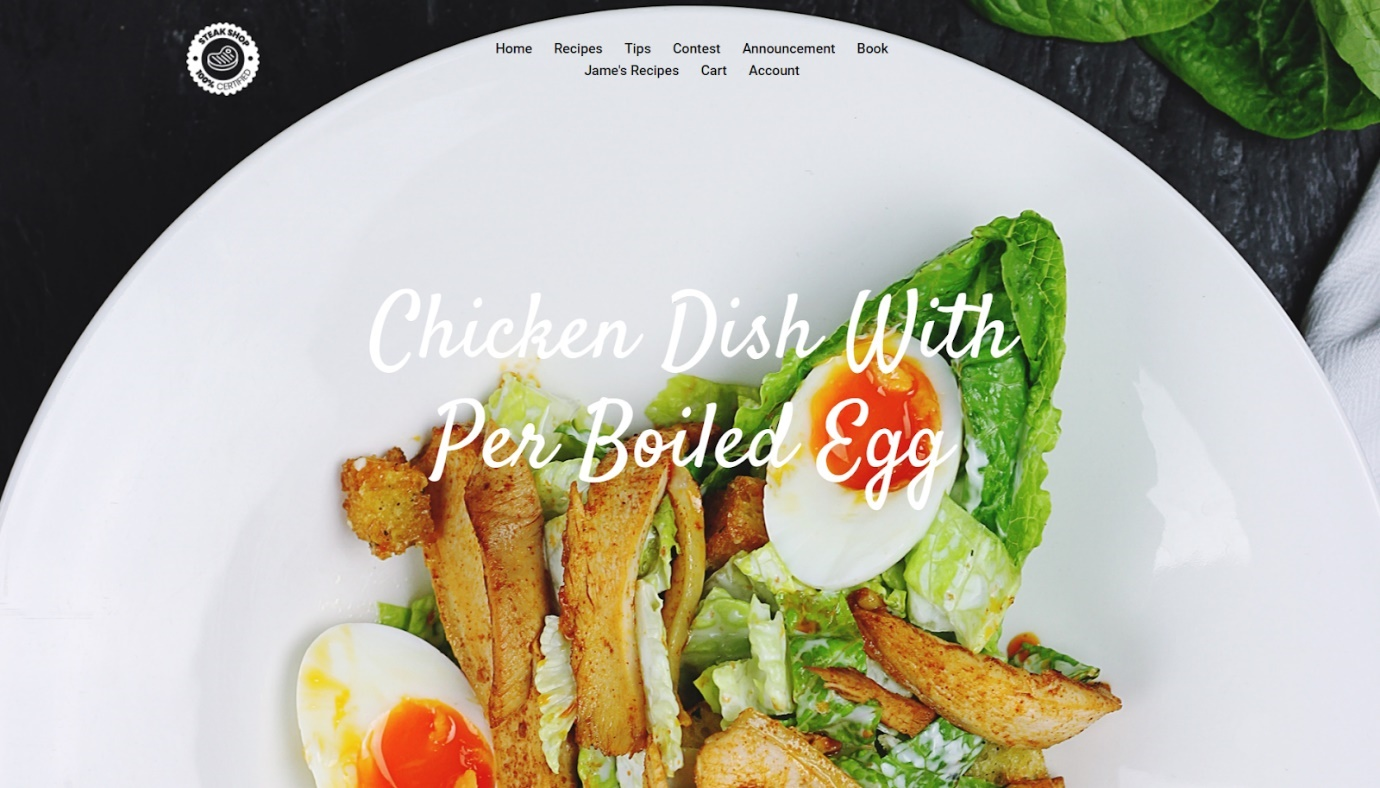 STEAK SHOP
100% CERTIFIED
Home Recipes Tips Contest Announcement Book
Jame's Recipes Cart Account
Chicken Dish With
Per Boiled Egg